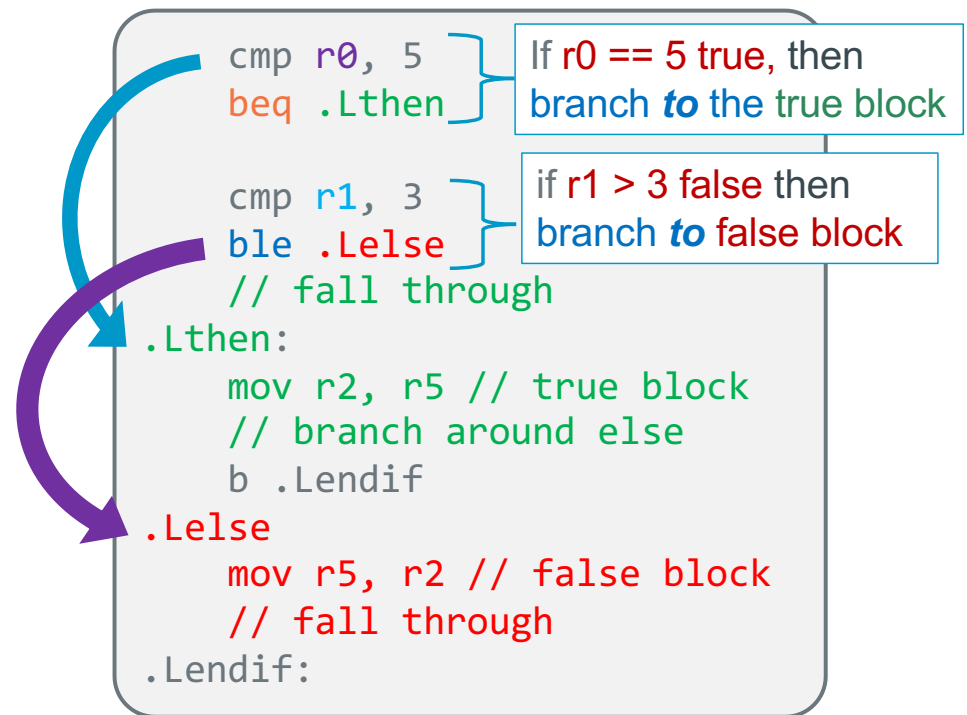 cmp r0, 5
beq .Lthen
If r0 == 5 true, then
branch to the true block
cmp r1, 3
ble .Lelse
if r1 > 3 false then
branch to false block
// fall through
.Lthen:
mov r2, r5 // true block
// branch around else
b .Lendif
.Lelse
mov r5, r2 // false block
// fall through
.Lendif: